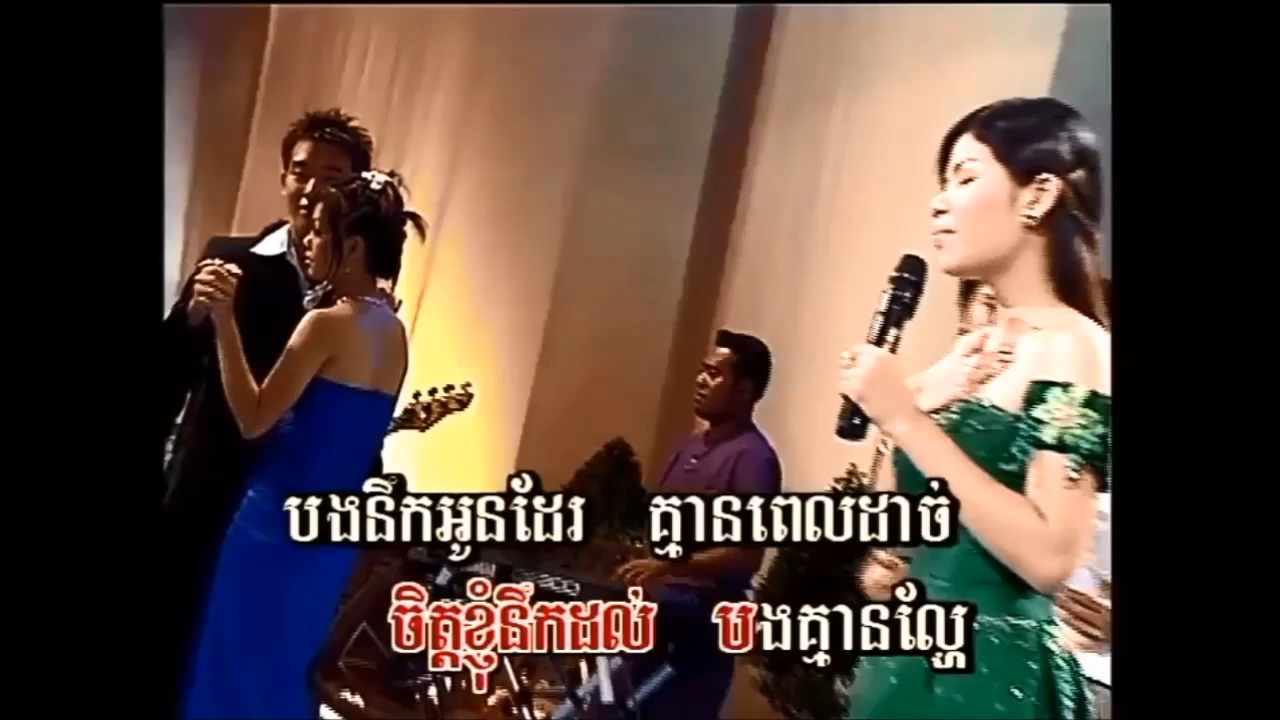 បងនឹកអូនដែរ គ្មានពេលដាច់
ចិត្តខ្ញុំនឹកដល់ បងគ្មានល្ហែ